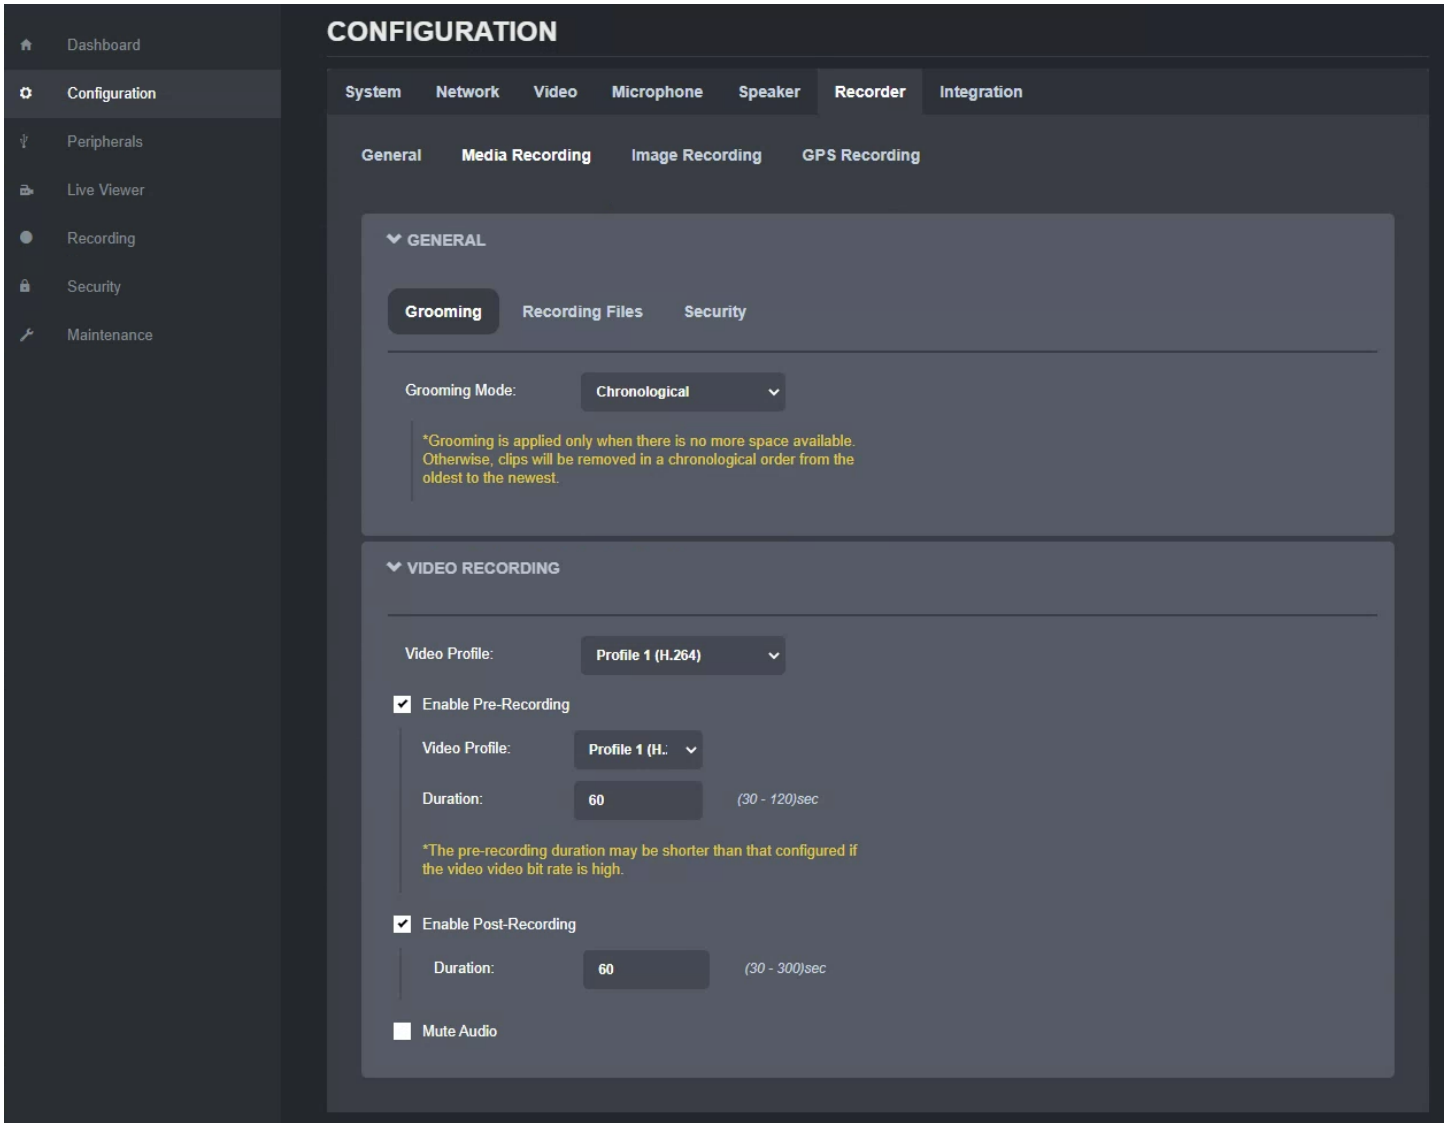 CONFIGURATION
Dashboard
Configuration
Peripherals
Live Viewer
Recording
Security
Maintenance
System Network Video Microphone Speaker Recorder Integration
General Media Recording Image Recording GPS Recording
GENERAL
Grooming Recording Files Security
Grooming Mode: Chronological
*Grooming is applied only when there is no more space available.
Otherwise, clips will be removed in a chronological order from the
oldest to the newest.
VIDEO RECORDING
Video Profile: Profile 1 (H.264)
Enable Pre-Recording
Video Profile: Profile 1 (H.:
Duration: 60 (30 - 120)sec
*The pre-recording duration may be shorter than that configured if
the video video bit rate is high.
Enable Post-Recording
Duration: 60 (30 - 300)sec
Mute Audio